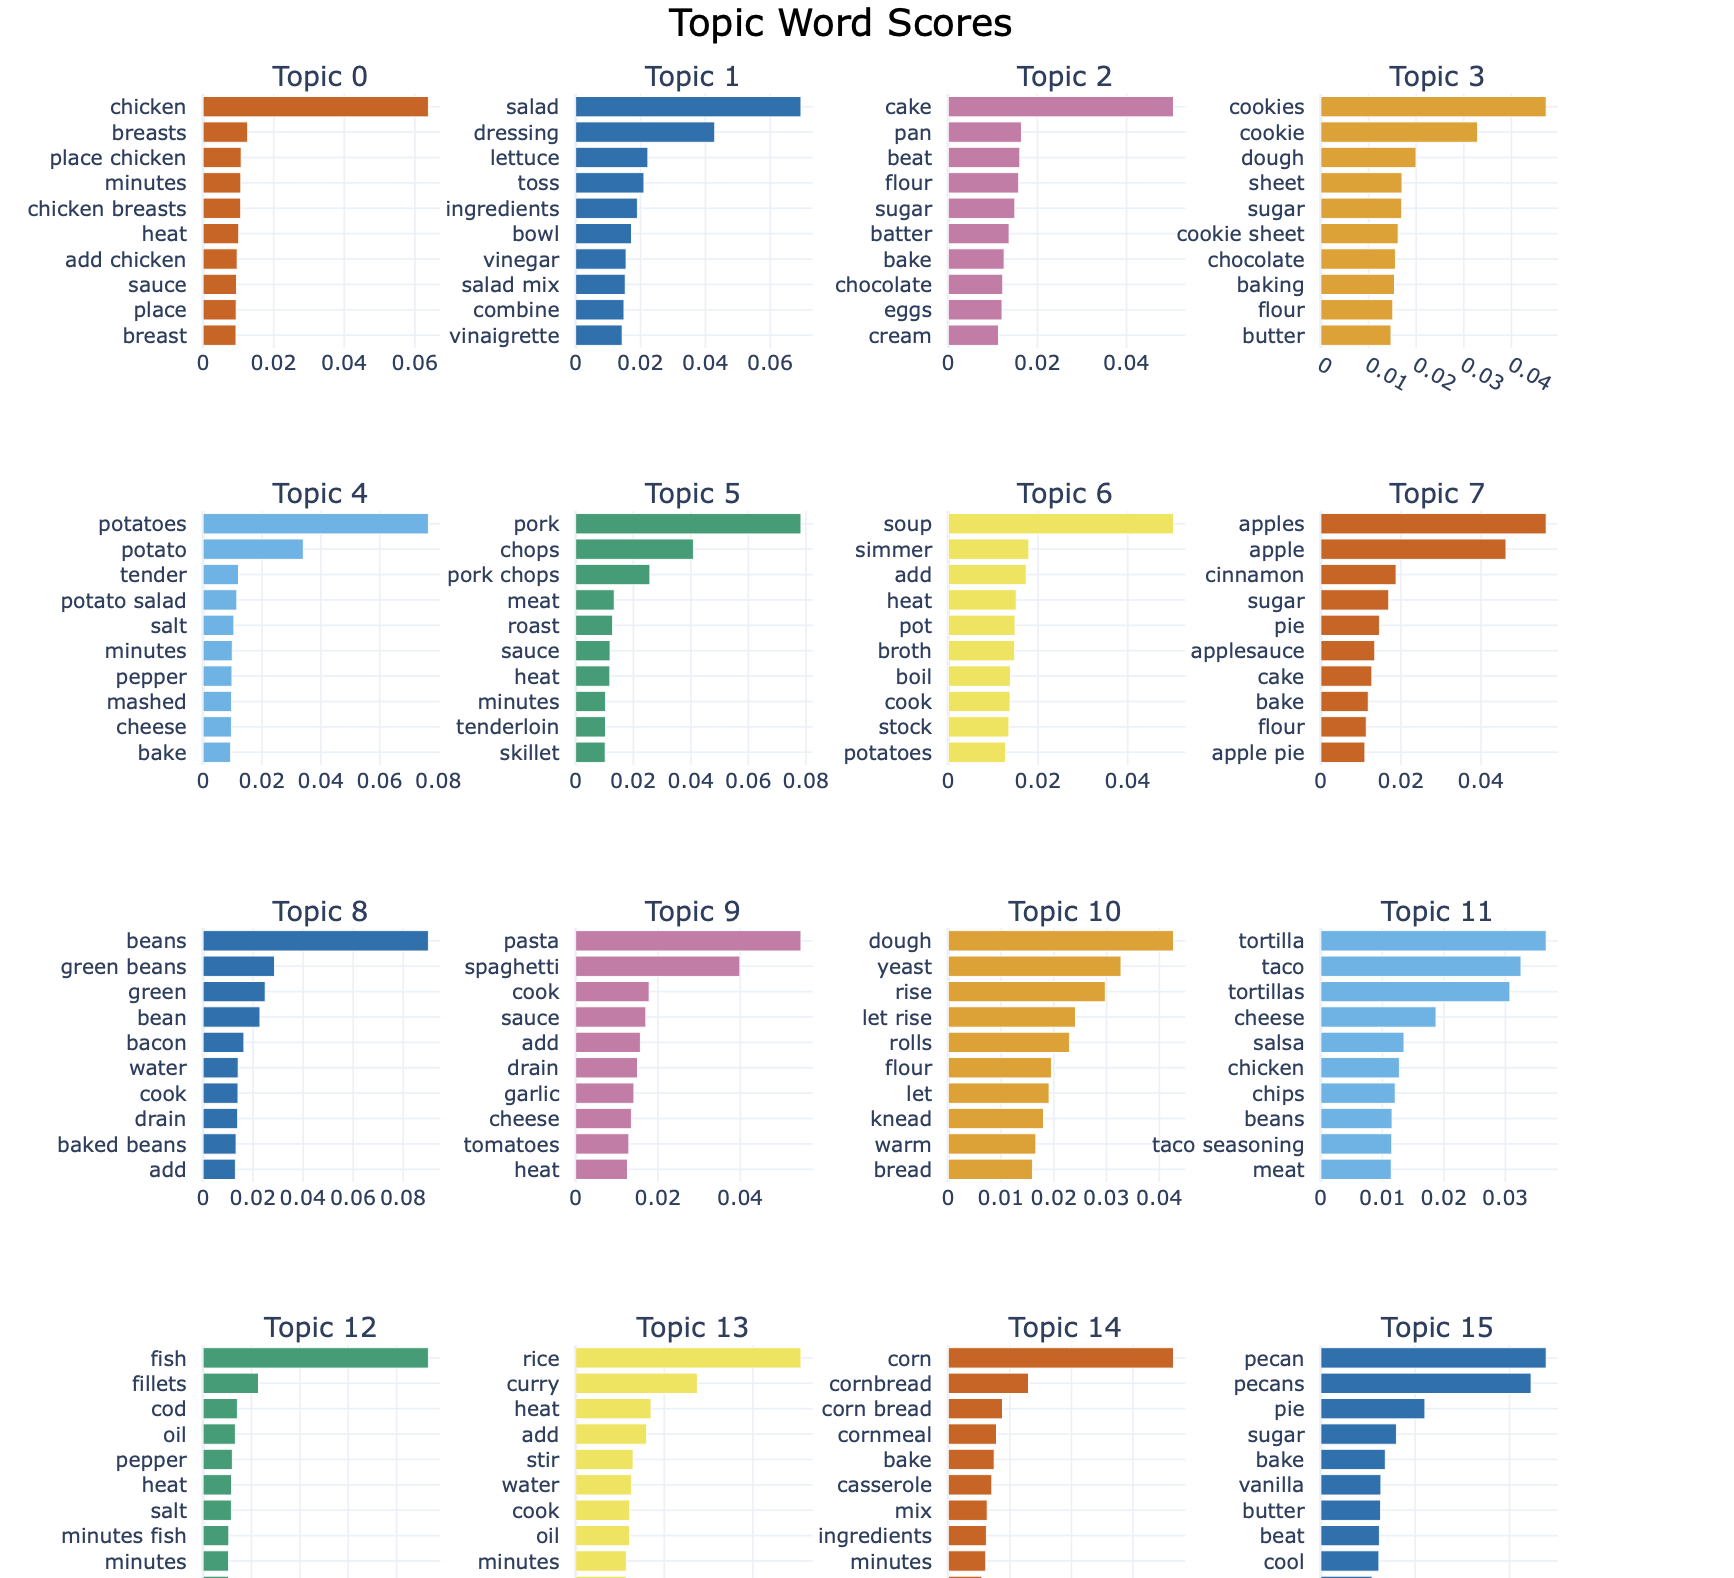 Topic Word Scores
Topic 0
chicken
breasts
place chicken
minutes
chicken breasts
heat
add chicken
sauce
place
breast
0 0.02 0.04 0.06
Topic 1
salad
dressing
lettuce
toss
ingredients
bowl
vinegar
salad mix
combine
vinaigrette
0 0.02 0.04 0.06
Topic 2
cake
pan
beat
flour
sugar
batter
bake
chocolate
eggs
cream
0 0.02 0.04
Topic 3
cookies
cookie
dough
sheet
sugar
cookie sheet
chocolate
baking
flour
butter
0 0.01 0.02 0.03 0.04
Topic 4
potatoes
potato
tender
potato salad
salt
minutes
pepper
mashed
cheese
bake
0 0.02 0.04 0.06 0.08
Topic 5
pork
chops
pork chops
meat
roast
sauce
heat
minutes
tenderloin
skillet
0 0.02 0.04 0.06 0.08
Topic 6
soup
simmer
add
heat
pot
broth
boil
cook
stock
potatoes
0 0.02 0.04
Topic 7
apples
apple
cinnamon
sugar
pie
applesauce
cake
bake
flour
apple pie
0 0.02 0.04
Topic 8
beans
green beans
green
bean
bacon
water
cook
drain
baked beans
add
0 0.02 0.04 0.06 0.08
Topic 9
pasta
spaghetti
cook
sauce
add
drain
garlic
cheese
tomatoes
heat
0 0.02 0.04
Topic 10
dough
yeast
rise
let rise
rolls
flour
let
knead
warm
bread
0 0.01 0.02 0.03 0.04
Topic 11
tortilla
taco
tortillas
cheese
salsa
chicken
chips
beans
taco seasoning
meat
0 0.01 0.02 0.03
Topic 12
fish
fillets
cod
oil
pepper
heat
salt
minutes fish
minutes
Topic 13
rice
curry
heat
add
stir
water
cook
oil
minutes
Topic 14
corn
cornbread
corn bread
cornmeal
bake
casserole
mix
ingredients
minutes
Topic 15
pecan
pecans
pie
sugar
bake
vanilla
butter
beat
cool